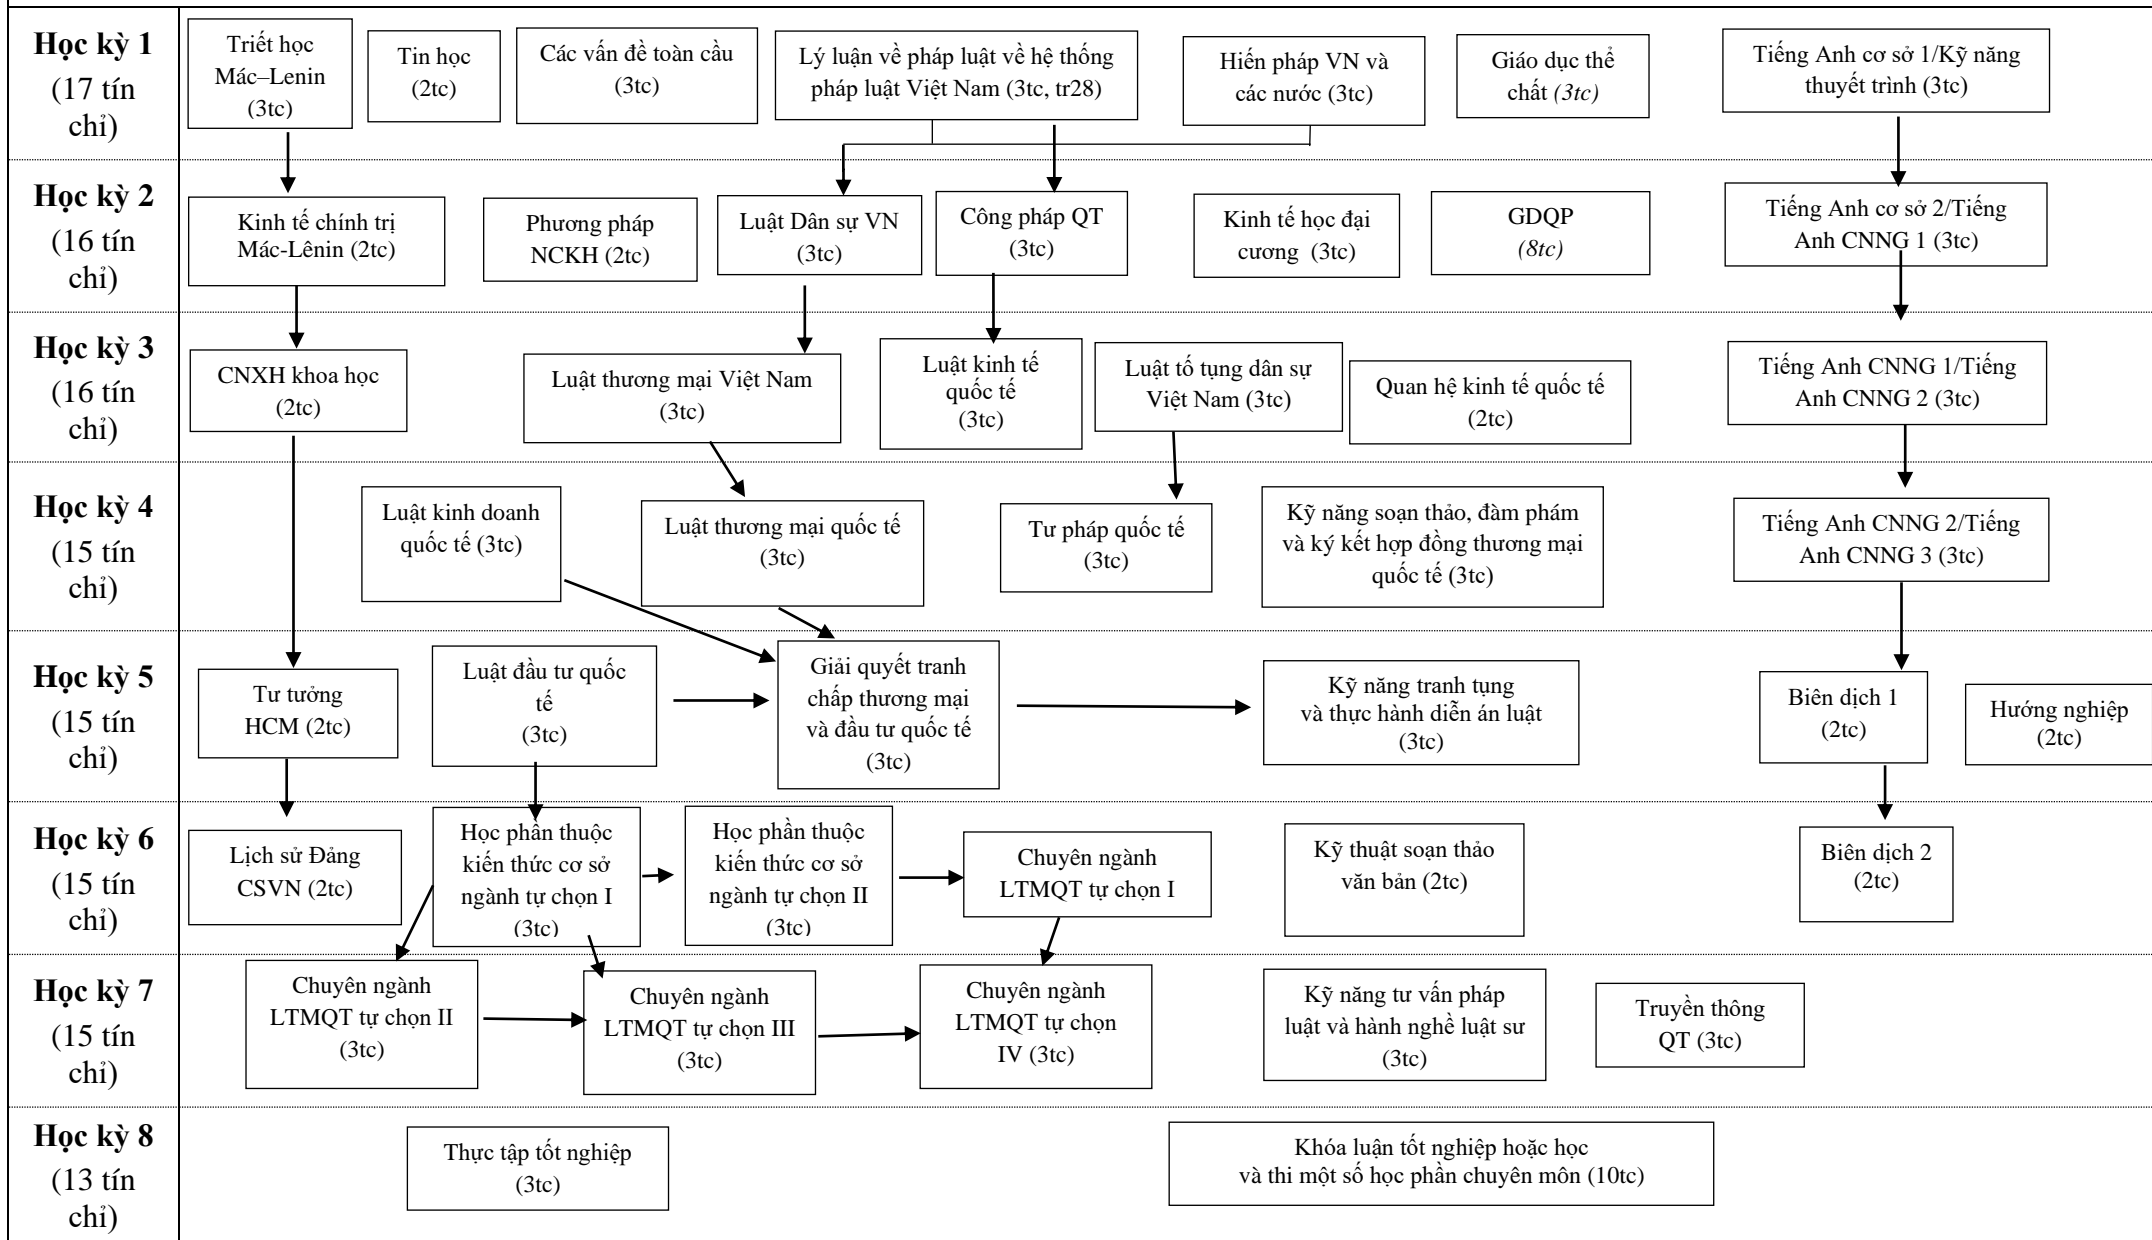 Học kỳ 1
(17 tín
chỉ)
Triết học
Mác–Lenin
(3tc)
Tin học
(2tc)
Các vấn đề toàn cầu
(3tc)
Lý luận về pháp luật về hệ thống
pháp luật Việt Nam (3tc, tr28)
Hiến pháp VN và
các nước (3tc)
Giáo dục thể
chất (3tc)
Tiếng Anh cơ sở 1/Kỹ năng
thuyết trình (3tc)
Học kỳ 2
(16 tín
chỉ)
Kinh tế chính trị
Mác-Lênin (2tc)
Phương pháp
NCKH (2tc)
Luật Dân sự VN
(3tc)
Công pháp QT
(3tc)
Kinh tế học đại
cương (3tc)
GDQP
(8tc)
Tiếng Anh cơ sở 2/Tiếng
Anh CNNG 1 (3tc)
Học kỳ 3
(16 tín
chỉ)
CNXH khoa học
(2tc)
Luật thương mại Việt Nam
(3tc)
Luật kinh tế
quốc tế
(3tc)
Luật tố tụng dân sự
Việt Nam (3tc)
Quan hệ kinh tế quốc tế
(2tc)
Tiếng Anh CNNG 1/Tiếng
Anh CNNG 2 (3tc)
Học kỳ 4
(15 tín
chỉ)
Luật kinh doanh
quốc tế (3tc)
Luật thương mại quốc tế
(3tc)
Tư pháp quốc tế
(3tc)
Kỹ năng soạn thảo, đàm phám
và ký kết hợp đồng thương mại
quốc tế (3tc)
Tiếng Anh CNNG 2/Tiếng
Anh CNNG 3 (3tc)
Học kỳ 5
(15 tín
chỉ)
Tư tưởng
HCM (2tc)
Luật đầu tư quốc
tế
(3tc)
Giải quyết tranh
chấp thương mại
và đầu tư quốc tế
(3tc)
Kỹ năng tranh tụng
và thực hành diễn án luật
(3tc)
Biên dịch 1
(2tc)
Hướng nghiệp
(2tc)
Học kỳ 6
(15 tín
chỉ)
Lịch sử Đảng
CSVN (2tc)
Học phần thuộc
kiến thức cơ sở
ngành tự chọn I
(3tc)
Học phần thuộc
kiến thức cơ sở
ngành tự chọn II
(3tc)
Chuyên ngành
LTMQT tự chọn I
Kỹ thuật soạn thảo
văn bản (2tc)
Biên dịch 2
(2tc)
Học kỳ 7
(15 tín
chỉ)
Chuyên ngành
LTMQT tự chọn II
(3tc)
Chuyên ngành
LTMQT tự chọn III
(3tc)
Chuyên ngành
LTMQT tự chọn
IV (3tc)
Kỹ năng tư vấn pháp
luật và hành nghề luật sư
(3tc)
Truyền thông
QT (3tc)
Học kỳ 8
(13 tín
chỉ)
Thực tập tốt nghiệp
(3tc)
Khóa luận tốt nghiệp hoặc học
và thi một số học phần chuyên môn (10tc)